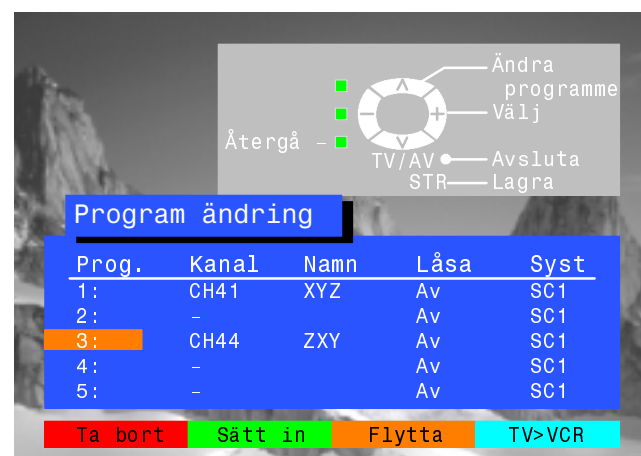 Ändra
programme
Välj
Återgå –
TV/AV Avsluta
STR Lagra
Program ändring
Prog. Kanal Namn Låsa Syst
1: CH41 XYZ Av SC1
2: – Av SC1
3: CH44 ZXY Av SC1
4: – Av SC1
5: – Av SC1
Ta bort Sätt in Flytta TV>VCR